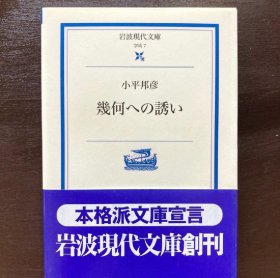 岩波現代文庫
学術 7
小平邦彦
幾何への誘い
本格派文庫宣言
岩波現代文庫創刊